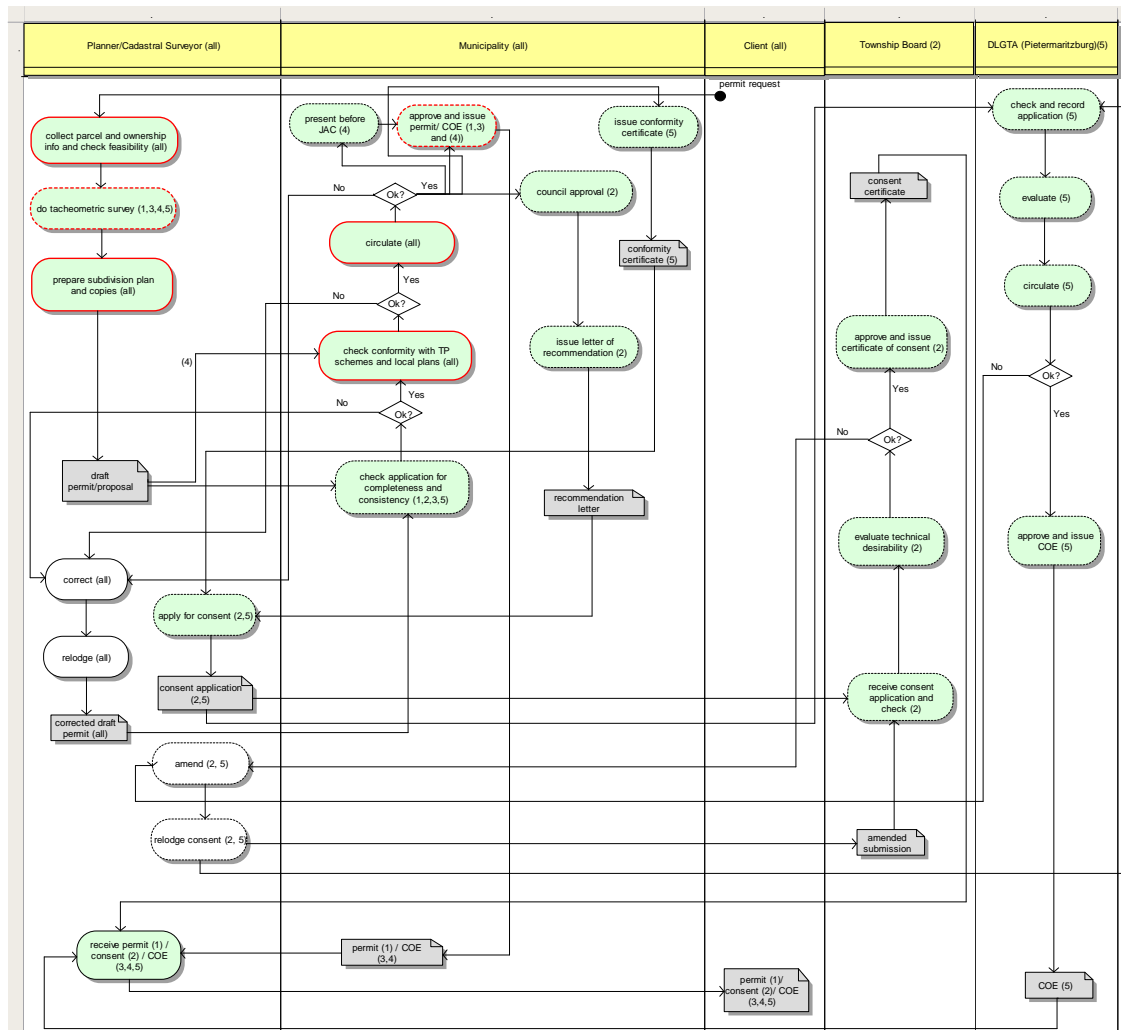 Planner/Cadastral Surveyor (all)
Municipality (all)
Client (all)
Township Board (2)
DLGTA (Pietermaritzburg)(5)
permit request
collect parcel and ownership
info and check feasibility (all)
do tacheometric survey (1,3,4,5)
prepare subdivision plan
and copies (all)
(4)
draft
permit/proposal
correct (all)
relodge (all)
corrected draft
permit (all)
apply for consent (2,5)
consent application
(2,5)
amend (2, 5)
relodge consent (2, 5)
receive permit (1) /
consent (2) / COE
(3,4,5)
present before
JAC (4)
approve and issue
permit/ COE (1,3)
and (4))
issue conformity
certificate (5)
No
Ok?
Yes
council approval (2)
circulate (all)
conformity
certificate (5)
Yes
No
Ok?
issue letter of
recommendation (2)
check conformity with TP
schemes and local plans (all)
Yes
No
Ok?
check application for
completeness and
consistency (1,2,3,5)
recommendation
letter
permit (1) / COE
(3,4)
permit (1)/
consent (2)/ COE
(3,4,5)
consent
certificate
approve and issue
certificate of consent (2)
Yes
No
Ok?
evaluate technical
desirability (2)
receive consent
application and
check (2)
amended
submission
check and record
application (5)
evaluate (5)
circulate (5)
No
Ok?
Yes
approve and issue
COE (5)
COE (5)